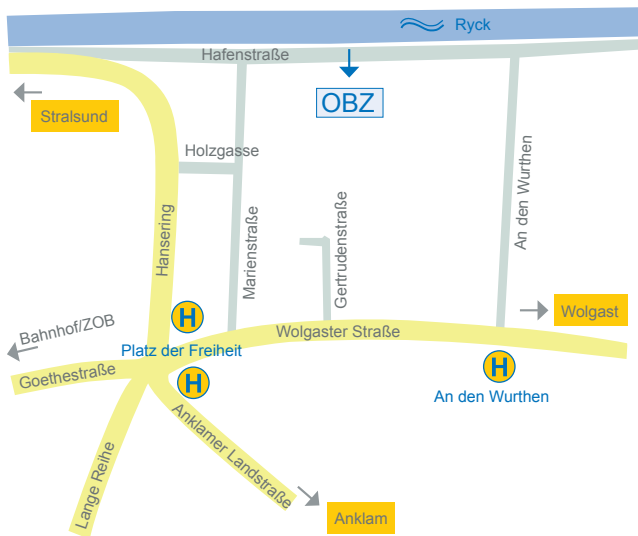 Ryck
Hafenstraße
OBZ
Stralsund
Holzgasse
Hansering
Marienstraße
Gertrudenstraße
An den Wurthen
Wolgast
H
Bahnhof/ZOB
Platz der Freiheit
Wolgaster Straße
Goethestraße
H
H
An den Wurthen
Anklamer Landstraße
Lange Reihe
Anklam